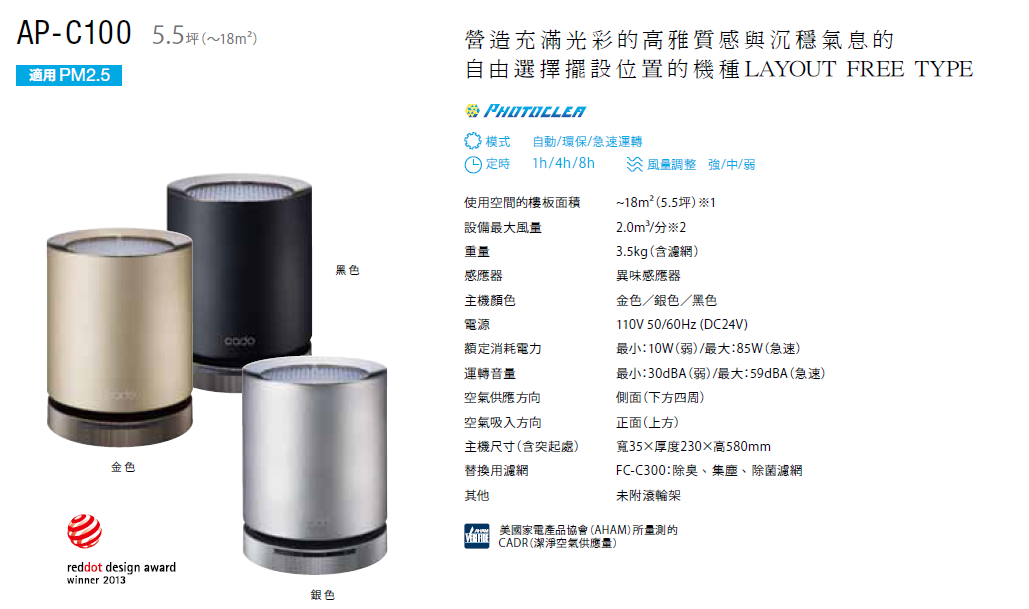 AP-C100 5.5坪(～18m²)
適用 PM2.5
營造充滿光彩的高雅質感與沉穩氣息的
自由選擇擺設位置的機種LAYOUT FREE TYPE
PHOTOCLEA
模式 自動/環保/急速運轉
定時 1h/4h/8h 風量調整 強/中/弱
使用空間的樓板面積 ~18m²(5.5坪)※1
設備最大風量 2.0m³/分※2
重量 3.5kg(含濾網)
感應器 異味感應器
主機顏色 金色／銀色／黑色
電源 110V 50/60Hz (DC24V)
額定消耗電力 最小:10W(弱)/最大:85W(急速)
運轉音量 最小:30dBA(弱)/最大:59dBA(急速)
空氣供應方向 側面(下方四周)
空氣吸入方向 正面(上方)
主機尺寸(含突起處) 寬35×厚度230×高580mm
替換用濾網 FC-C300:除臭、集塵、除菌濾網
其他 未附滾輪架
美國家電產品協會(AHAM)所量測的
CADR(潔淨空氣供應量)
黑色
cado
金色
cado
銀色
cado
reddot design award
winner 2013